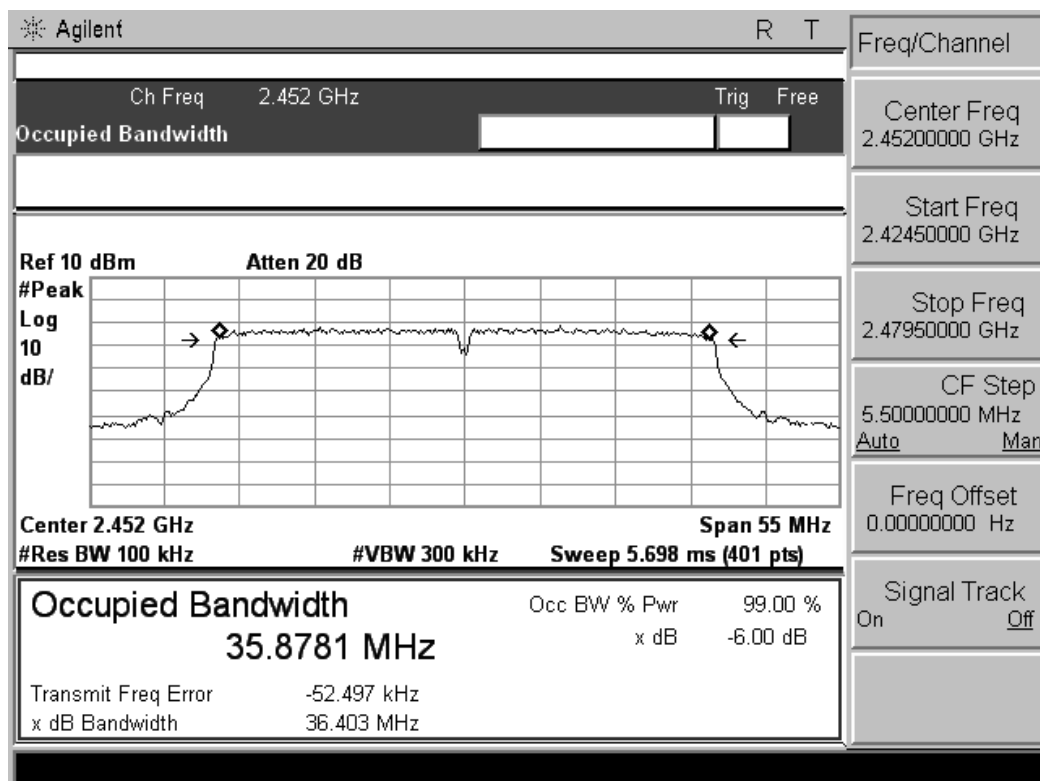 Agilent R T
Ch Freq 2.452 GHz Trig Free
Occupied Bandwidth
Ref 10 dBm Atten 20 dB
#Peak
Log
10
dB/
Center 2.452 GHz Span 55 MHz
#Res BW 100 kHz #VBW 300 kHz Sweep 5.698 ms (401 pts)
Occupied Bandwidth
35.8781 MHz
Occ BW % Pwr 99.00 %
x dB -6.00 dB
Transmit Freq Error -52.497 kHz
x dB Bandwidth 36.403 MHz
Freq/Channel
Center Freq
2.45200000 GHz
Start Freq
2.42450000 GHz
Stop Freq
2.47950000 GHz
CF Step
5.50000000 MHz
Auto Man
Freq Offset
0.00000000 Hz
Signal Track
On Off